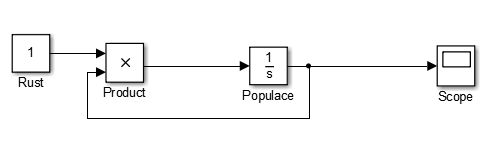 1
Rust
×
Product
1
s
Populace
Scope